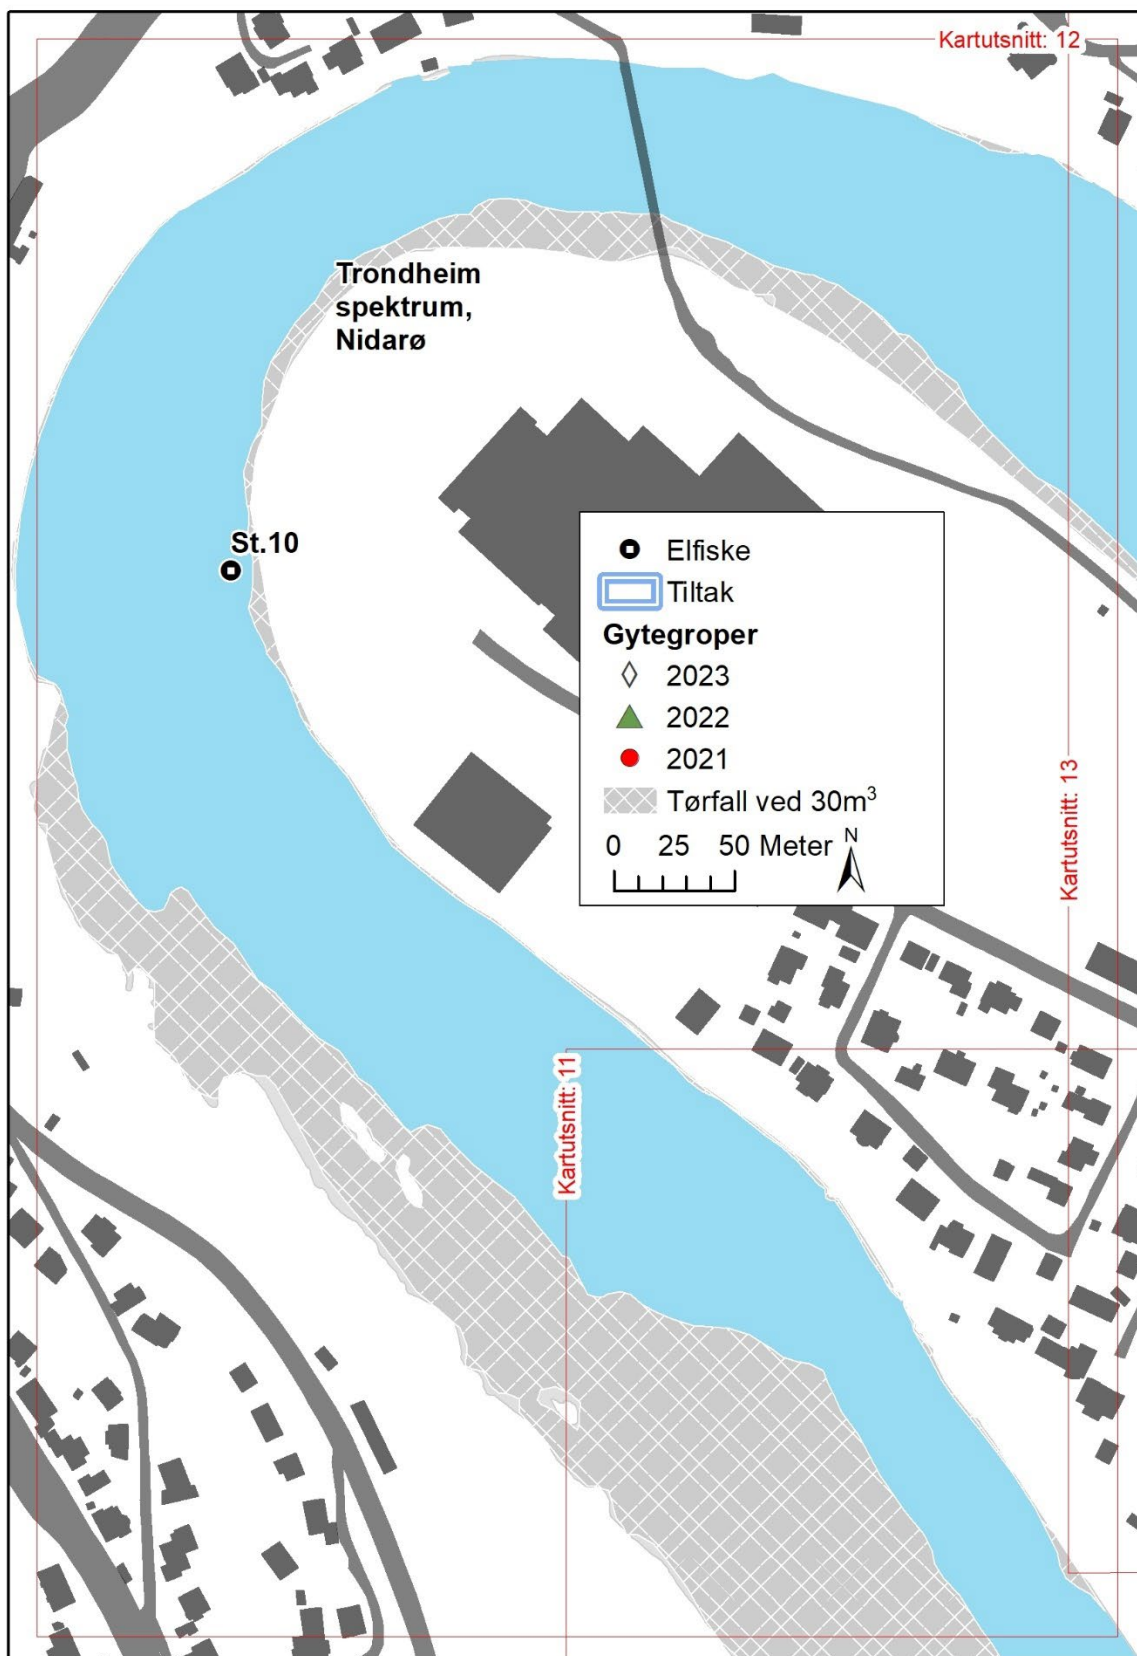 Kartutsnitt: 12
Trondheim
spektrum,
Nidarø
St.10
Elfiske
Tiltak
Gytegroper
2023
2022
2021
Tørfall ved 30m³
0 25 50 Meter
N
Kartutsnitt: 13
Kartutsnitt: 11